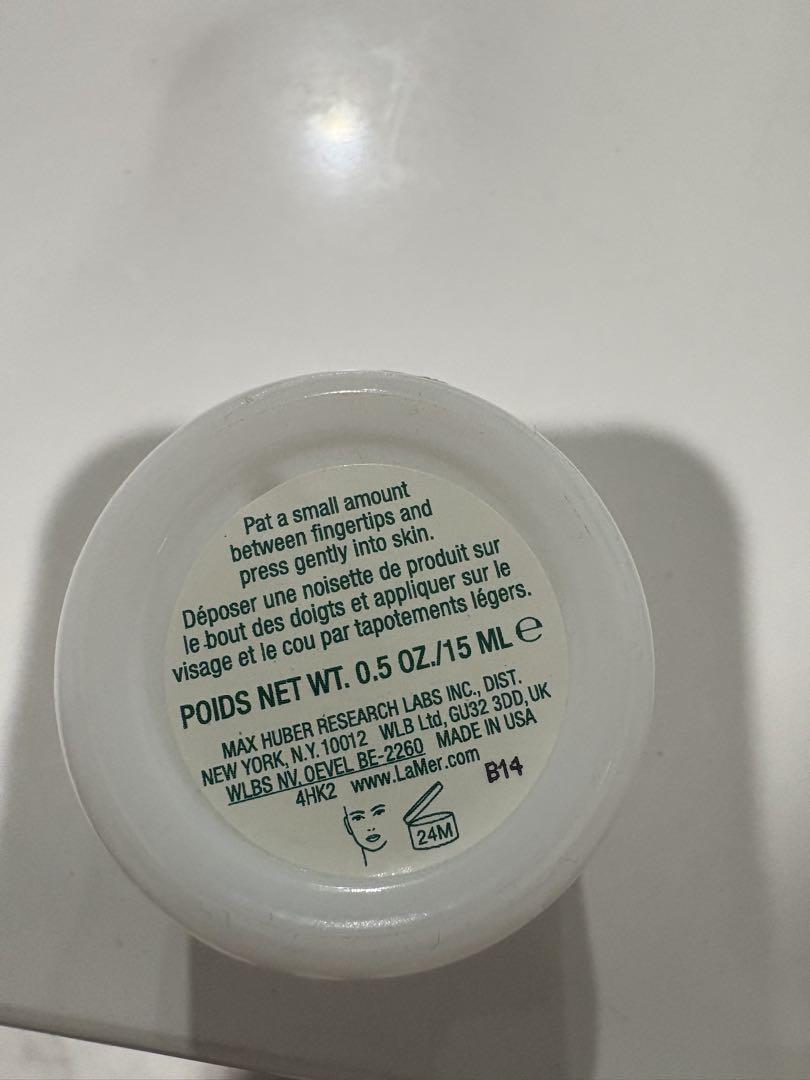 Pat a small amount
between fingertips and
press gently into skin.
Déposer une noisette de produit sur
le bout des doigts et appliquer sur le
visage et le cou par tapotements légers.
POIDS NET WT. 0.5 OZ./15 ML ℮
MAX HUBER RESEARCH LABS INC., DIST.
NEW YORK, N.Y. 10012 WLB Ltd, GU32 3DD, UK
WLBS NV, OEVEL BE-2260 MADE IN USA
4HK2 www.LaMer.com B14
24M